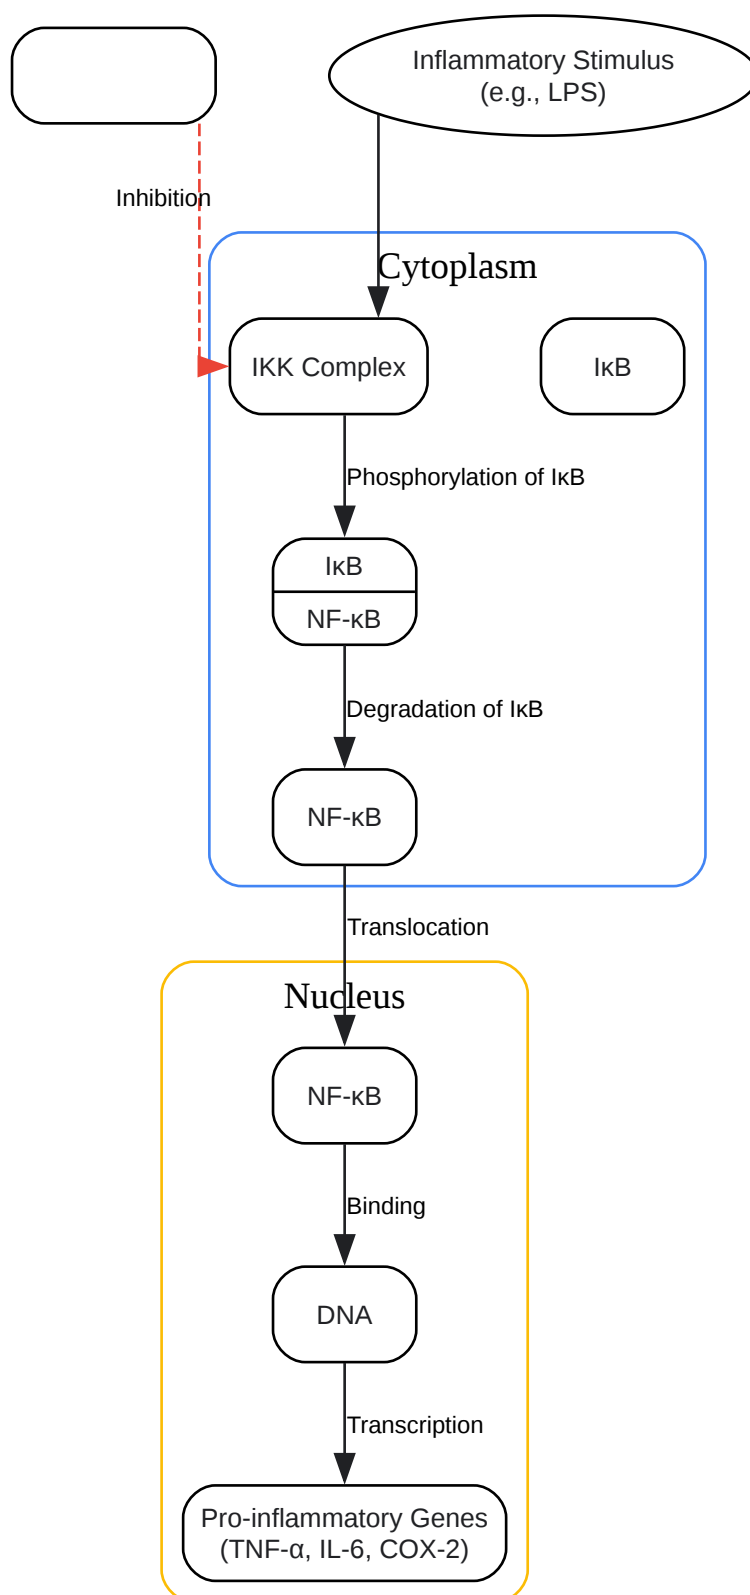 Inflammatory Stimulus
(e.g., LPS)
Inhibition
Cytoplasm
IKK Complex
IκB
Phosphorylation of IκB
IκB
NF-κB
Degradation of IκB
NF-κB
Translocation
Nucleus
NF-κB
Binding
DNA
Transcription
Pro-inflammatory Genes
(TNF-α, IL-6, COX-2)